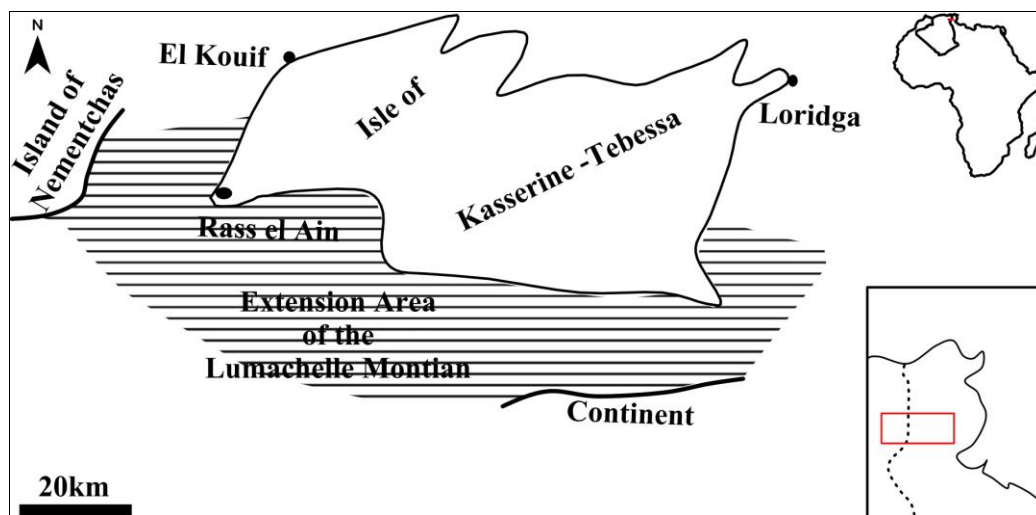 N
El Kouif
Island of
Nementchas
Isle of
Kasserine -Tebessa
Loridga
Rass el Ain
Extension Area
of the
Lumachelle Montian
Continent
20km